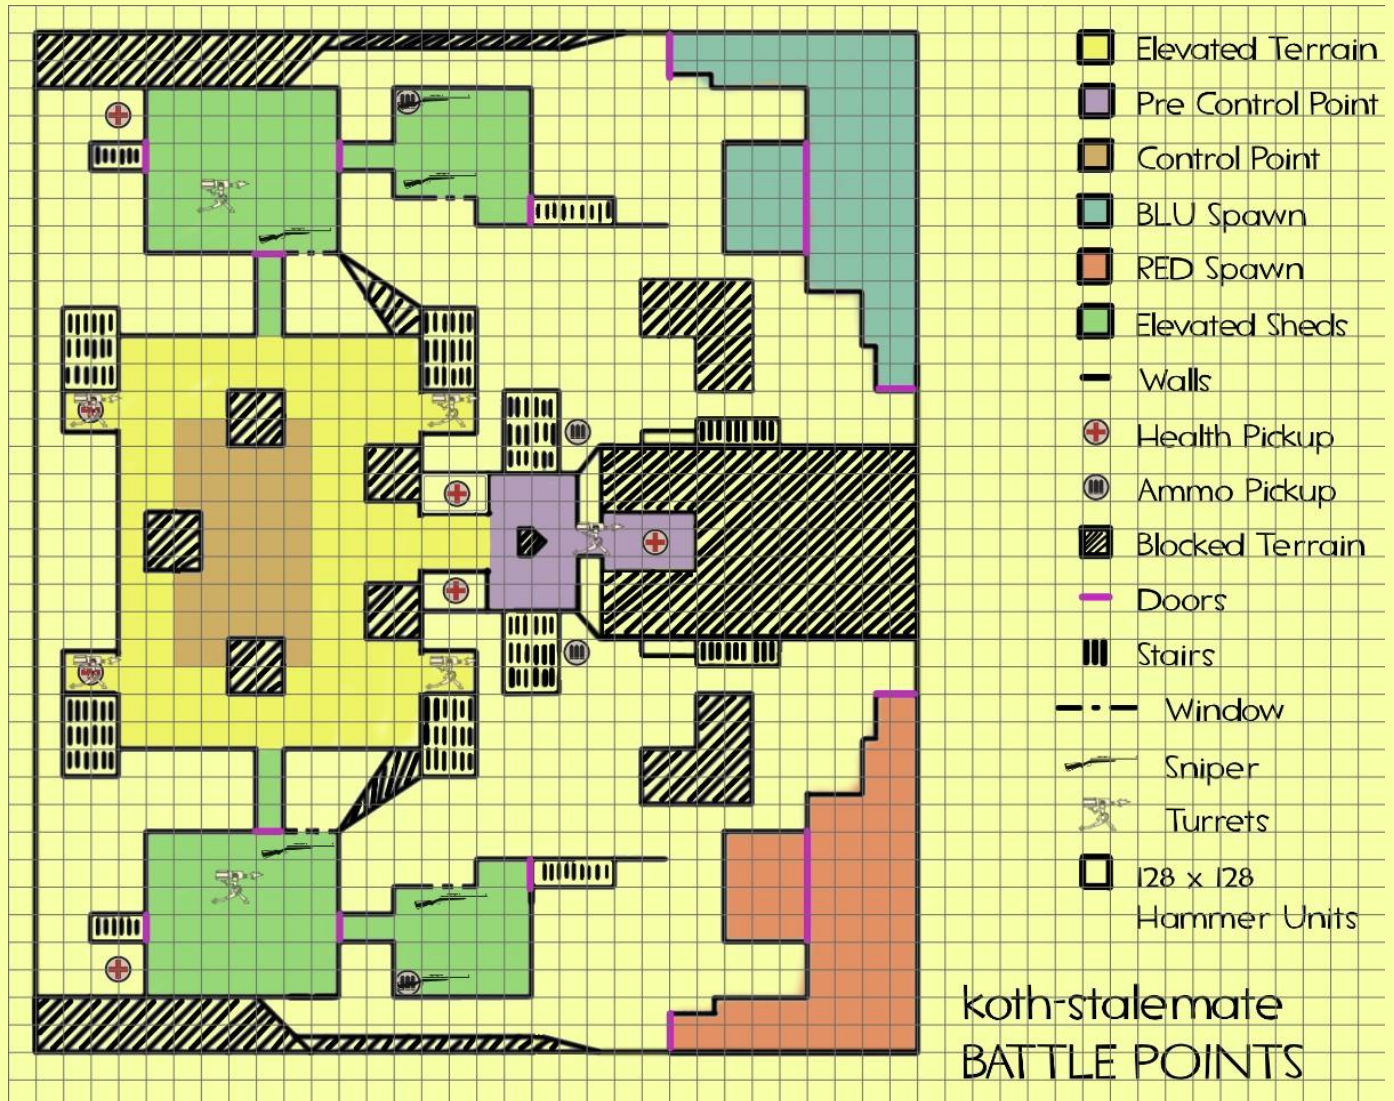 Elevated Terrain
Pre Control Point
Control Point
BLU Spawn
RED Spawn
Elevated Sheds
Walls
Health Pickup
Ammo Pickup
Blocked Terrain
Doors
Stairs
Window
Sniper
Turrets
128 x 128
Hammer Units
koth-stalemate
BATTLE POINTS